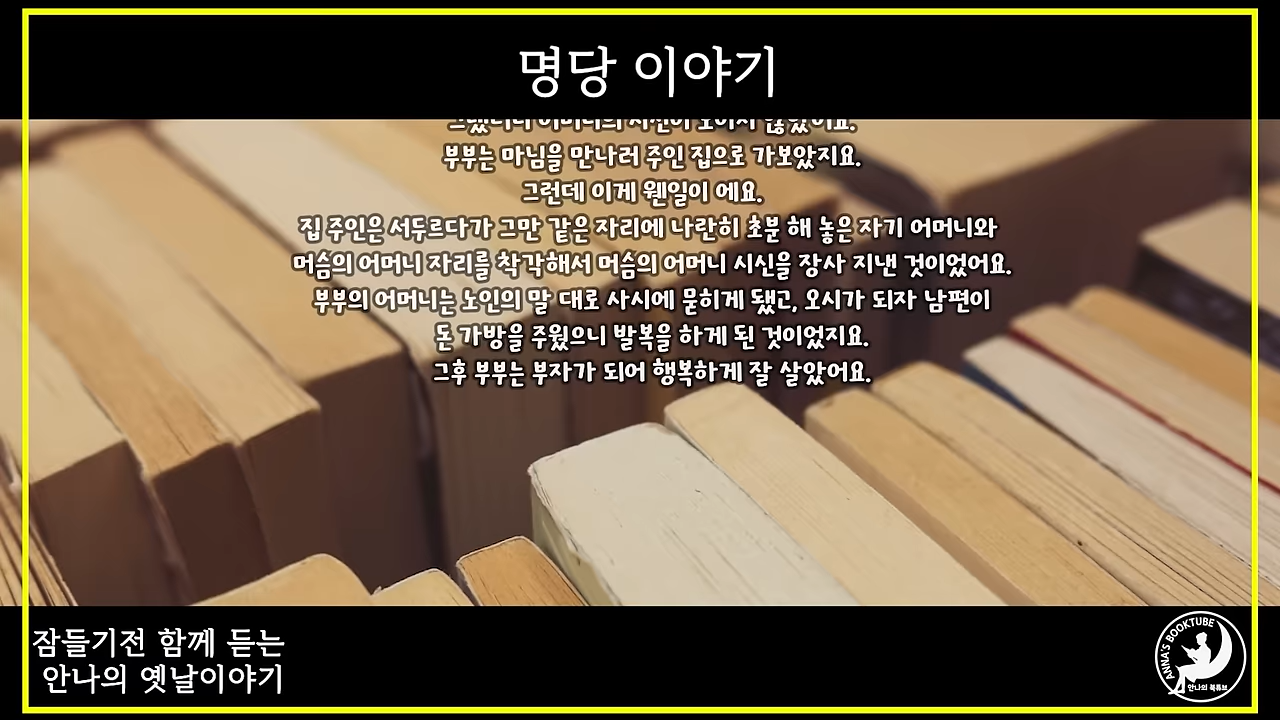 명당 이야기
부부는 마님을 만나러 주인 집으로 가보았지요.
그런데 이게 웬일이 에요.
집 주인은 서두르다가 그만 같은 자리에 나란히 초분 해 놓은 자기 어머니와
머슴의 어머니 자리를 착각해서 머슴의 어머니 시신을 장사 지낸 것이었어요.
부부의 어머니는 노인의 말 대로 사시에 묻히게 됐고, 오시가 되자 남편이
돈 가방을 주웠으니 발복을 하게 된 것이었지요.
그후 부부는 부자가 되어 행복하게 잘 살았어요.
잠들기전 함께 듣는
안나의 옛날이야기
ANNA'S BOOKTUBE
안나의 북튜브